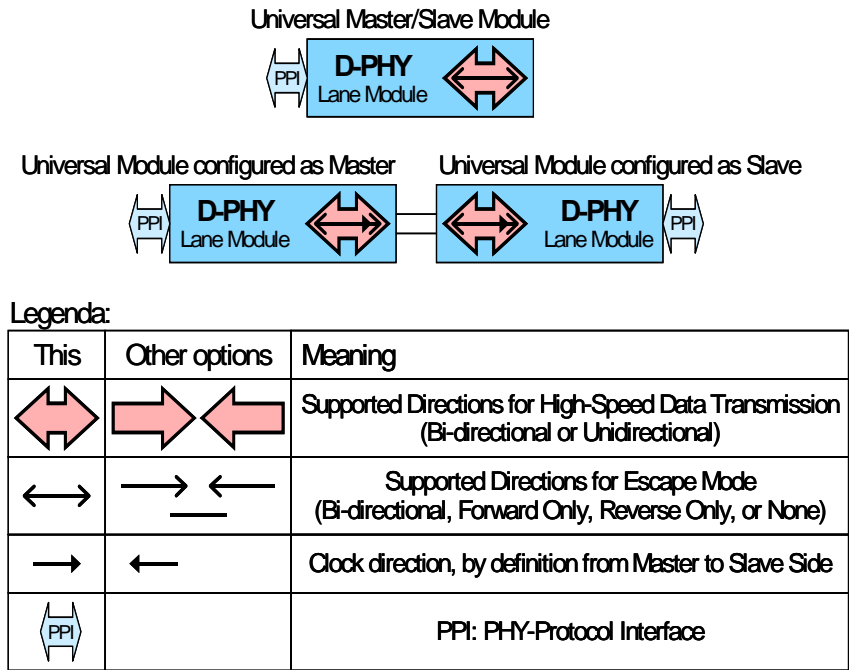 Universal Master/Slave Module
PPI
D-PHY
Lane Module
Universal Module configured as Master
Universal Module configured as Slave
PPI
D-PHY
Lane Module
D-PHY
Lane Module
PPI
Legenda:
This
Other options
Meaning
Supported Directions for High-Speed Data Transmission
(Bi-directional or Unidirectional)
Supported Directions for Escape Mode
(Bi-directional, Forward Only, Reverse Only, or None)
Clock direction, by definition from Master to Slave Side
PPI
PPI: PHY-Protocol Interface